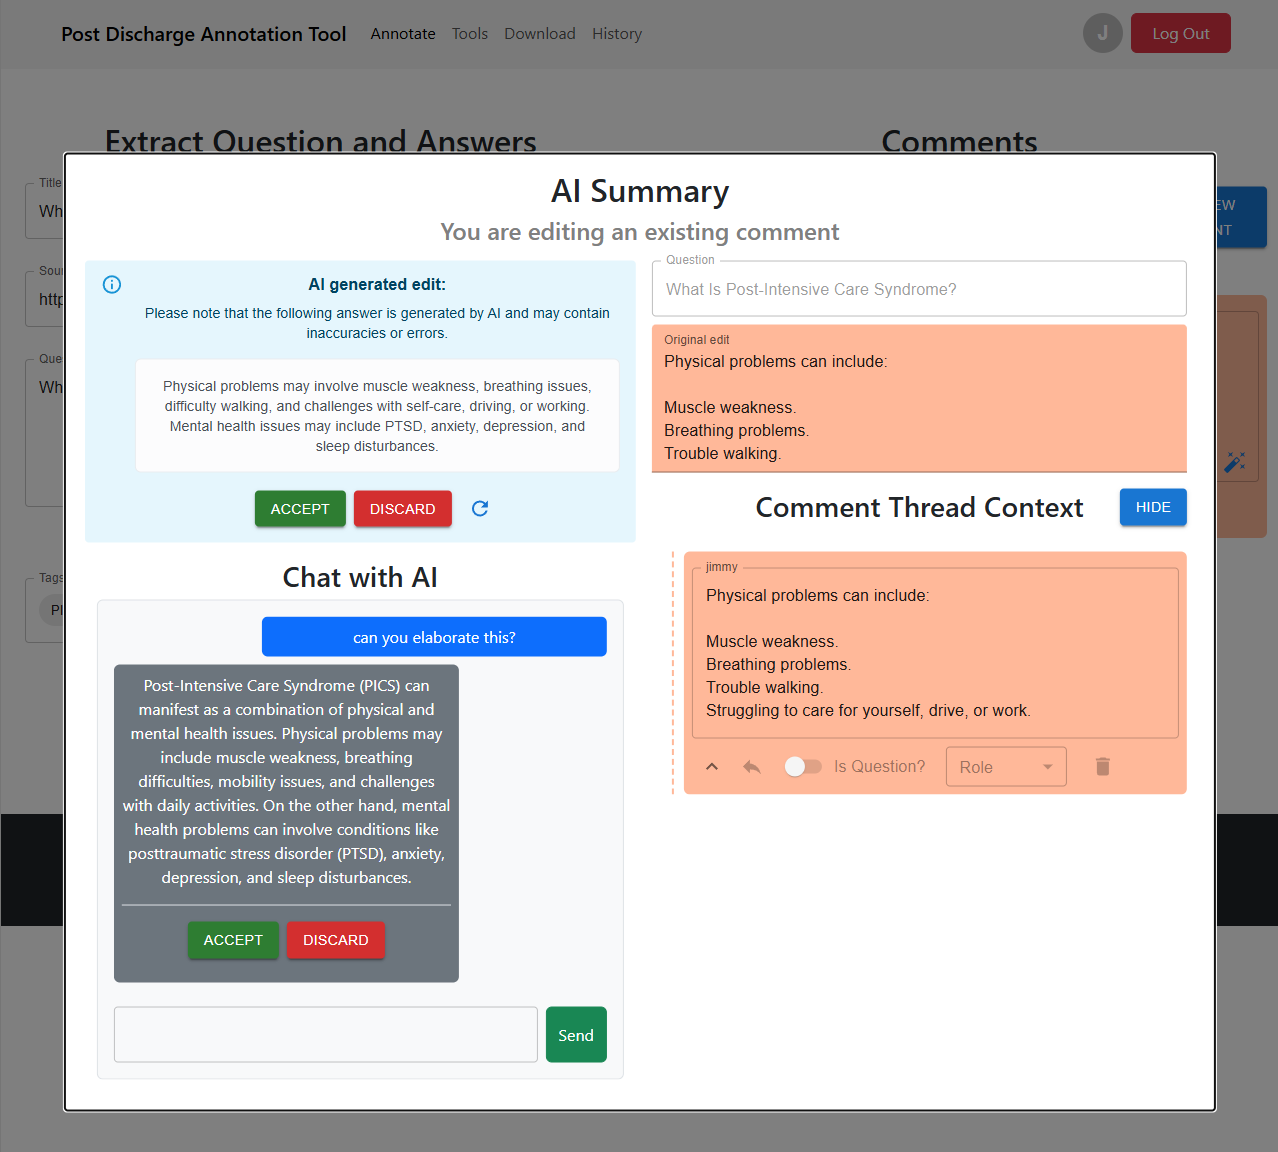 Post Discharge Annotation Tool
Annotate
Tools
Download
History
J
Log Out
Extract Question and Answers
Comments
Title
Wh
Sou
http
Que
Wh
Tags
EW
NT
AI Summary
You are editing an existing comment
AI generated edit:
Please note that the following answer is generated by AI and may contain
inaccuracies or errors.
Physical problems may involve muscle weakness, breathing issues,
difficulty walking, and challenges with self-care, driving, or working.
Mental health issues may include PTSD, anxiety, depression, and
sleep disturbances.
ACCEPT
DISCARD
Chat with AI
can you elaborate this?
Post-Intensive Care Syndrome (PICS) can
manifest as a combination of physical and
mental health issues. Physical problems may
include muscle weakness, breathing
difficulties, mobility issues, and challenges
with daily activities. On the other hand, mental
health problems can involve conditions like
posttraumatic stress disorder (PTSD), anxiety,
depression, and sleep disturbances.
ACCEPT
DISCARD
Send
Question
What Is Post-Intensive Care Syndrome?
Original edit
Physical problems can include:
Muscle weakness.
Breathing problems.
Trouble walking.
Comment Thread Context
HIDE
jimmy
Physical problems can include:
Muscle weakness.
Breathing problems.
Trouble walking.
Struggling to care for yourself, drive, or work.
Is Question?
Role